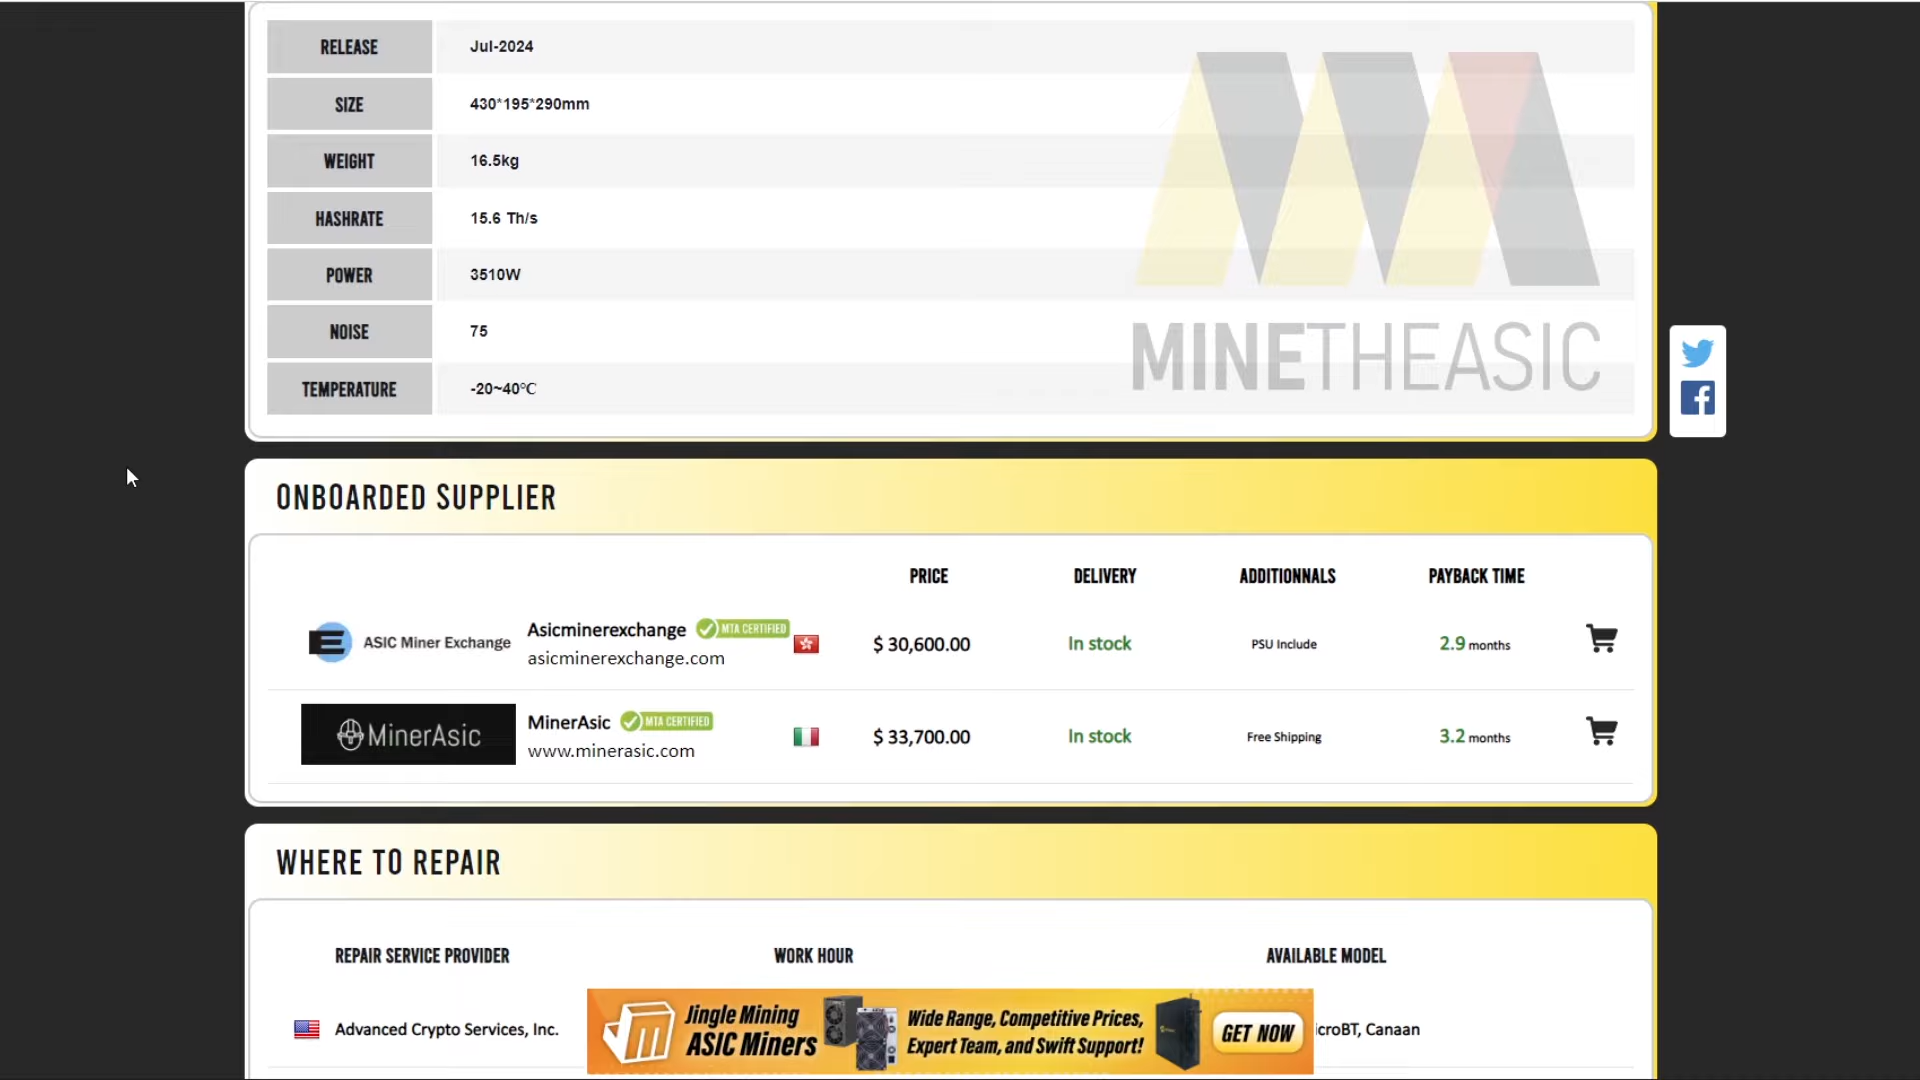 RELEASE Jul-2024
SIZE 430*195*290mm
WEIGHT 16.5kg
HASHRATE 15.6 Th/s
POWER 3510W
NOISE 75
TEMPERATURE -20~40°C
MINETHEASIC
ONBOARDED SUPPLIER
PRICE DELIVERY ADDITIONNALS PAYBACK TIME
ASIC Miner Exchange Asicminerexchange MTA CERTIFIED $ 30,600.00 In stock PSU Include 2.9 months
asicminerexchange.com
MinerAsic MinerAsic MTA CERTIFIED $ 33,700.00 In stock Free Shipping 3.2 months
www.minerasic.com
WHERE TO REPAIR
REPAIR SERVICE PROVIDER WORK HOUR AVAILABLE MODEL
Advanced Crypto Services, Inc. icroBT, Canaan
Jingle Mining
ASIC Miners
Wide Range, Competitive Prices,
Expert Team, and Swift Support!
GET NOW